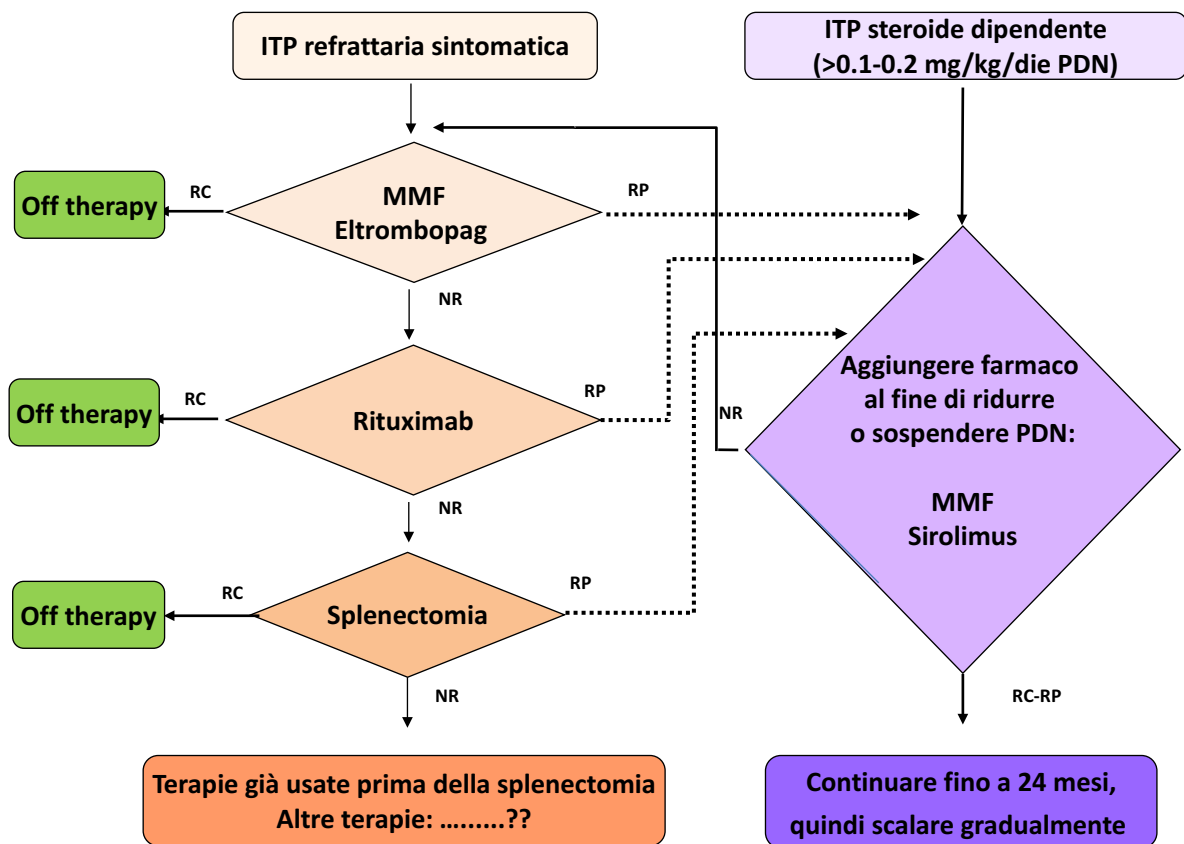 ITP refrattaria sintomatica
ITP steroide dipendente
(>0.1-0.2 mg/kg/die PDN)
Off therapy
RC
MMF
Eltrombopag
RP
NR
Off therapy
RC
Rituximab
RP
NR
Aggiungere farmaco
al fine di ridurre
o sospendere PDN:
MMF
Sirolimus
NR
Off therapy
RC
Splenectomia
RP
NR
RC-RP
Terapie già usate prima della splenectomia
Altre terapie: ….…...??
Continuare fino a 24 mesi,
quindi scalare gradualmente